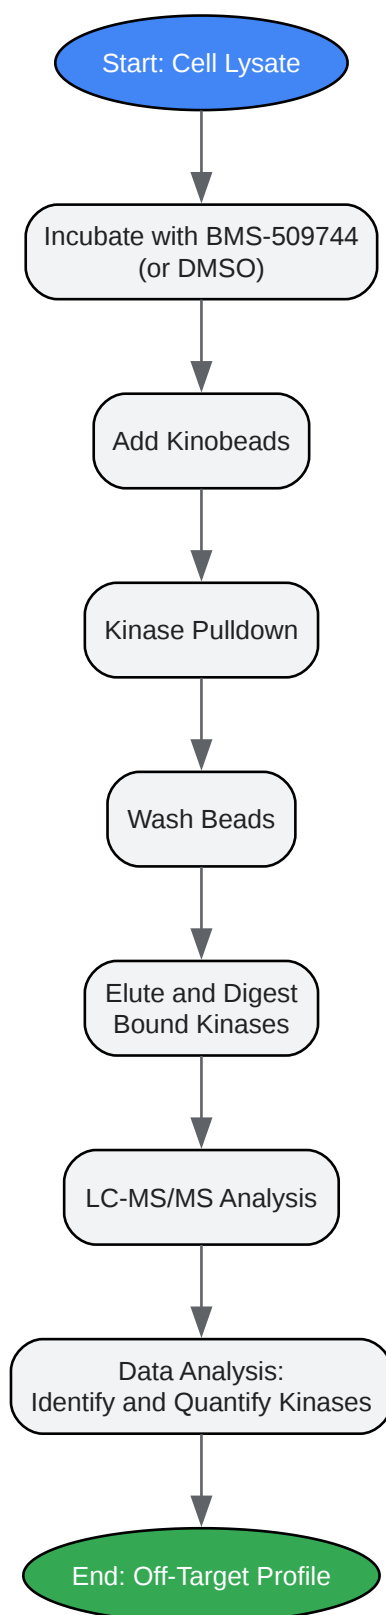 Start: Cell Lysate
Incubate with BMS-509744
(or DMSO)
Add Kinobeads
Kinase Pulldown
Wash Beads
Elute and Digest
Bound Kinases
LC-MS/MS Analysis
Data Analysis:
Identify and Quantify Kinases
End: Off-Target Profile